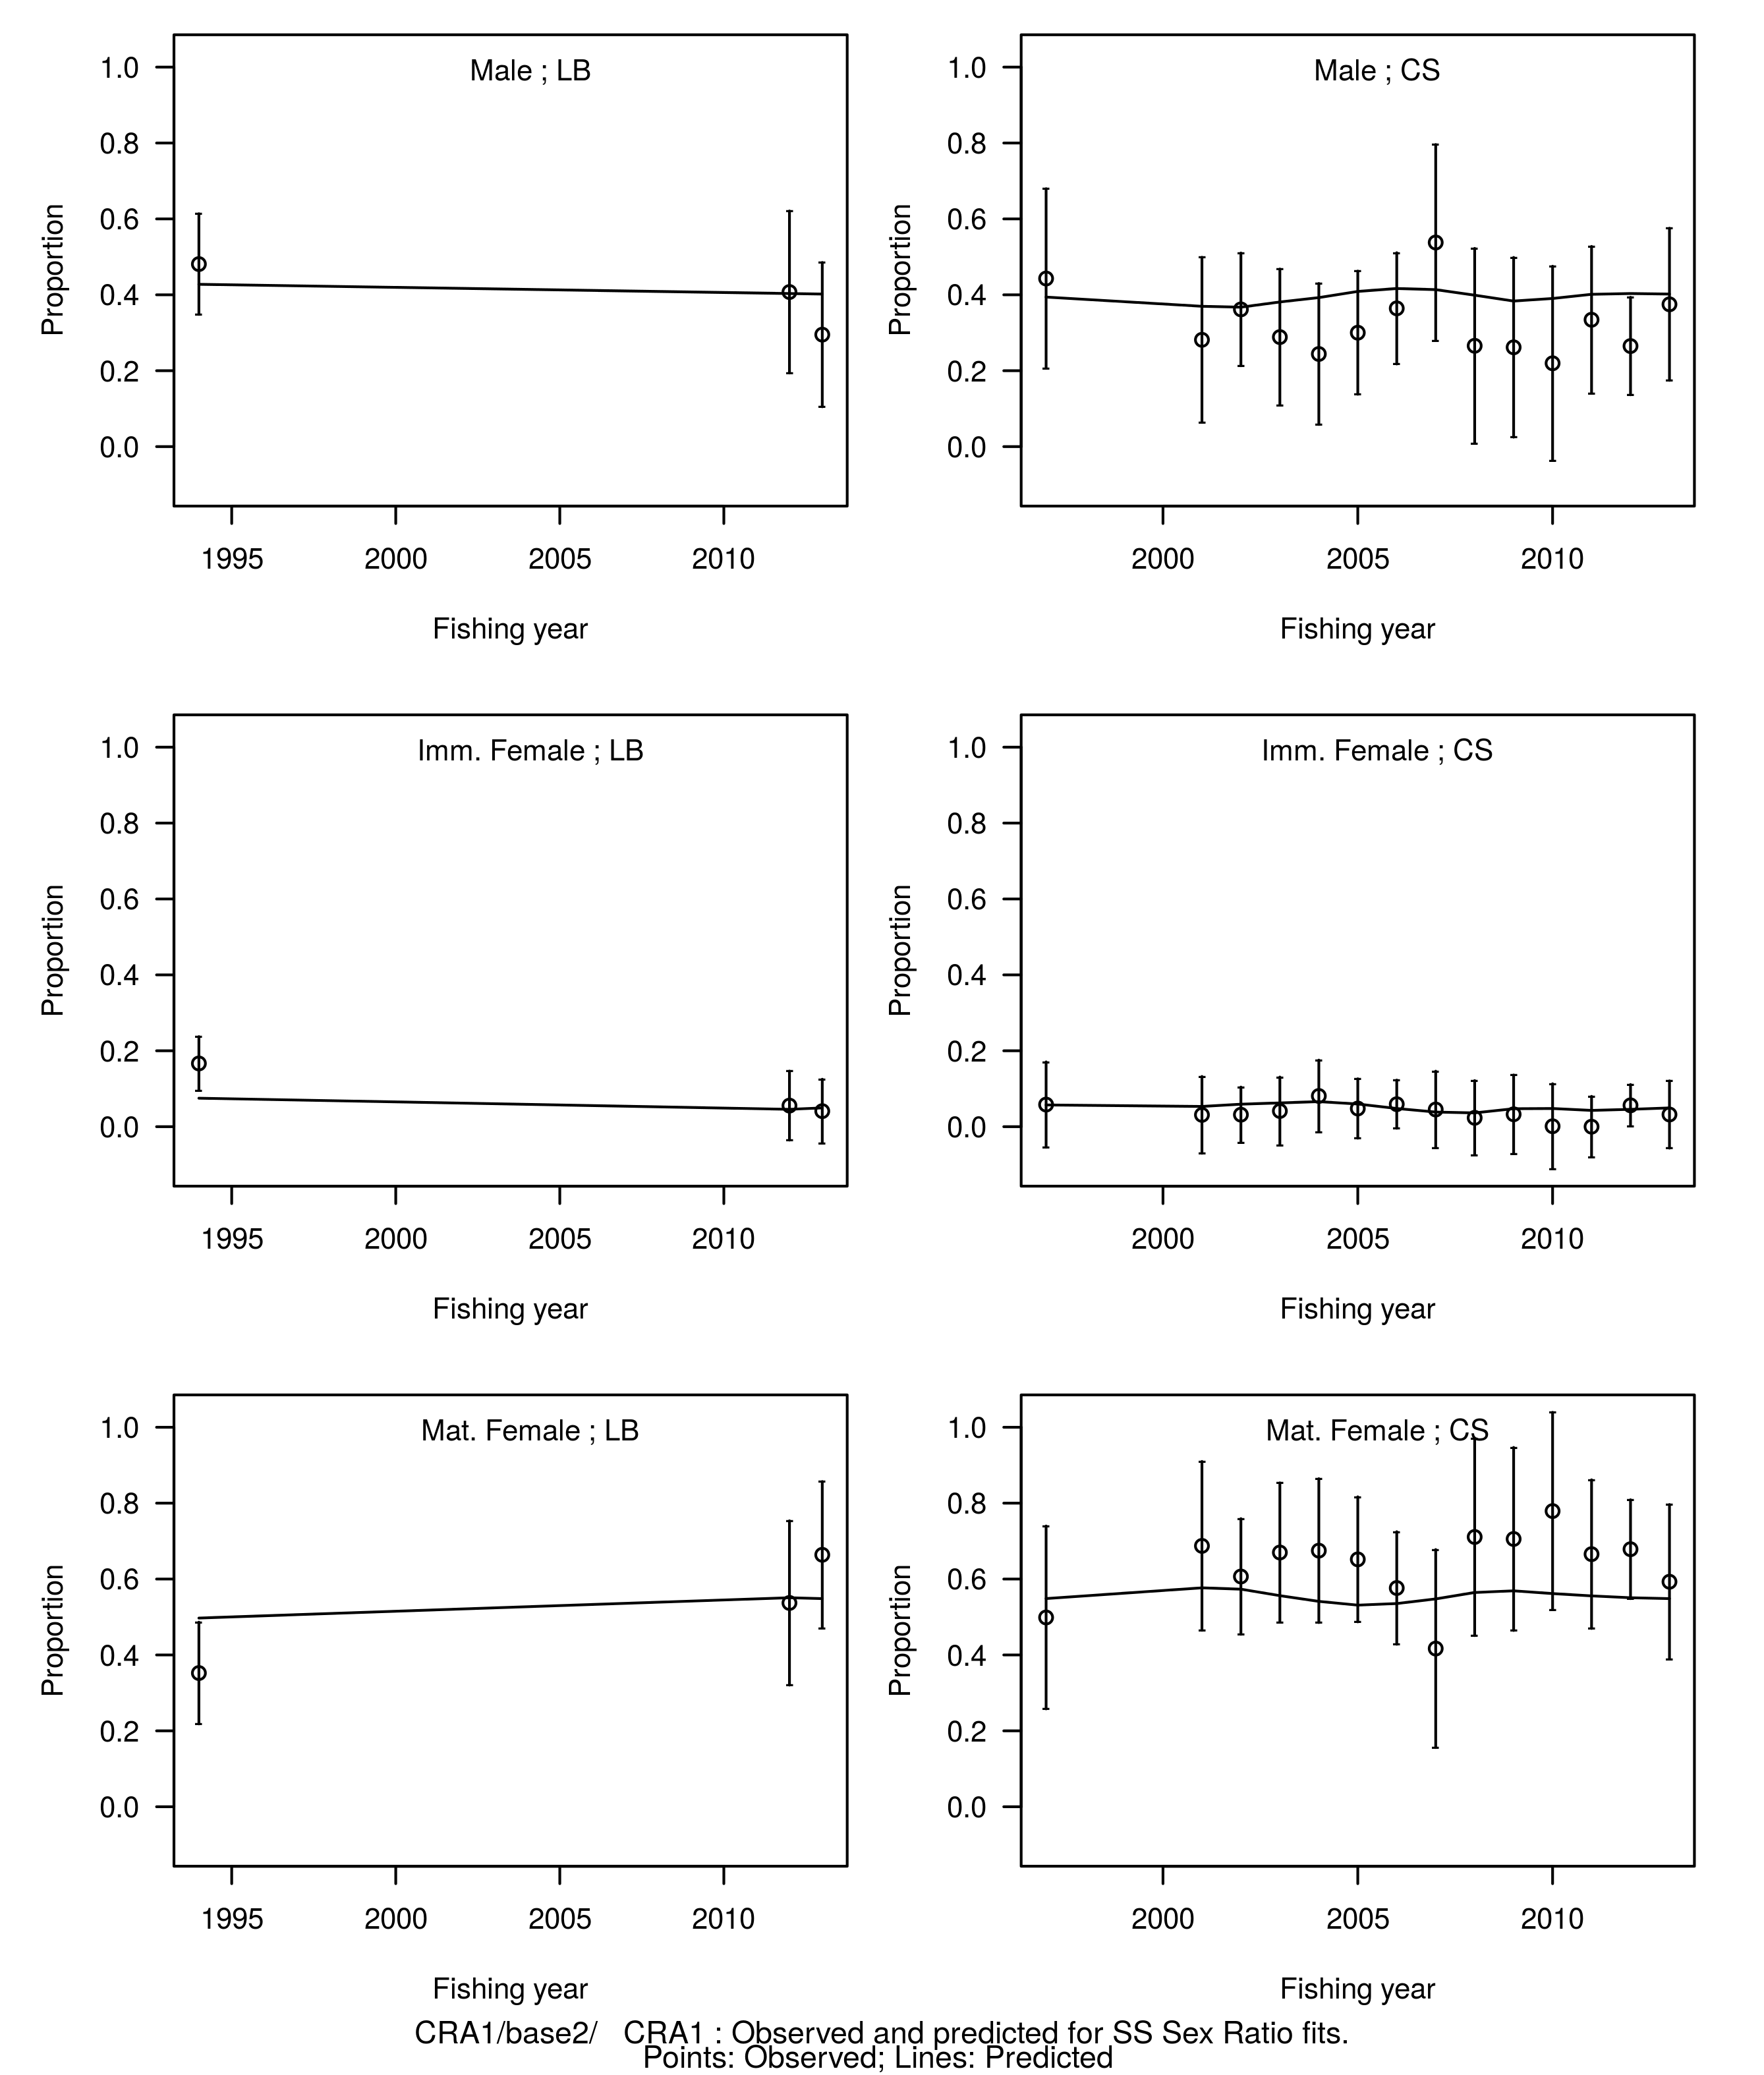 Male ; LB
Proportion
1.0
0.8
0.6
0.4
0.2
0.0
1995 2000 2005 2010
Fishing year
Male ; CS
Proportion
1.0
0.8
0.6
0.4
0.2
0.0
2000 2005 2010
Fishing year
Imm. Female ; LB
Proportion
1.0
0.8
0.6
0.4
0.2
0.0
1995 2000 2005 2010
Fishing year
Imm. Female ; CS
Proportion
1.0
0.8
0.6
0.4
0.2
0.0
2000 2005 2010
Fishing year
Mat. Female ; LB
Proportion
1.0
0.8
0.6
0.4
0.2
0.0
1995 2000 2005 2010
Fishing year
Mat. Female ; CS
Proportion
1.0
0.8
0.6
0.4
0.2
0.0
2000 2005 2010
Fishing year
CRA1/base2/ CRA1 : Observed and predicted for SS Sex Ratio fits.
Points: Observed; Lines: Predicted